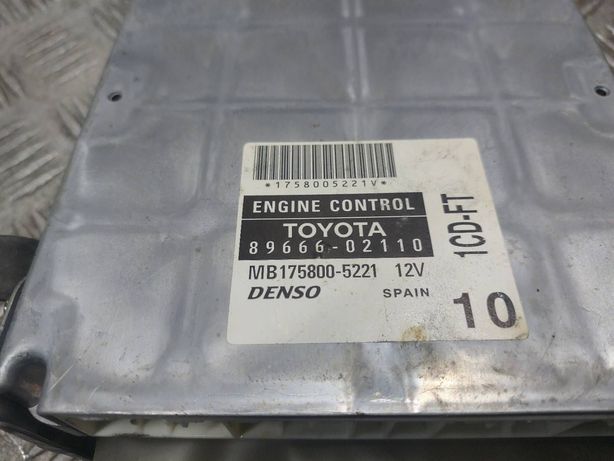 *1758005221V*
ENGINE CONTROL
TOYOTA
89666-02110
MB175800-5221 12V
DENSO SPAIN
1CD-FT
10